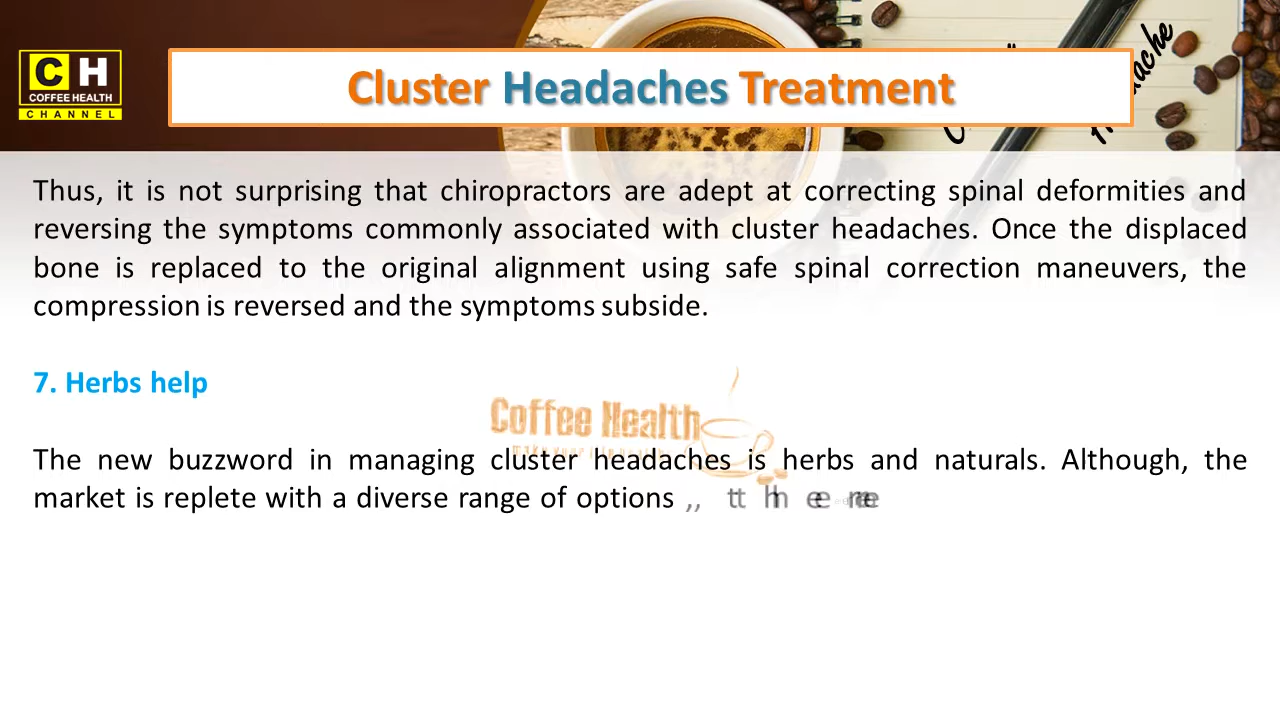 Cluster Headaches Treatment
CH
COFFEE HEALTH
CHANNEL
Thus, it is not surprising that chiropractors are adept at correcting spinal deformities and
reversing the symptoms commonly associated with cluster headaches. Once the displaced
bone is replaced to the original alignment using safe spinal correction maneuvers, the
compression is reversed and the symptoms subside.
7. Herbs help
Coffee Health
The new buzzword in managing cluster headaches is herbs and naturals. Although, the
market is replete with a diverse range of options , there